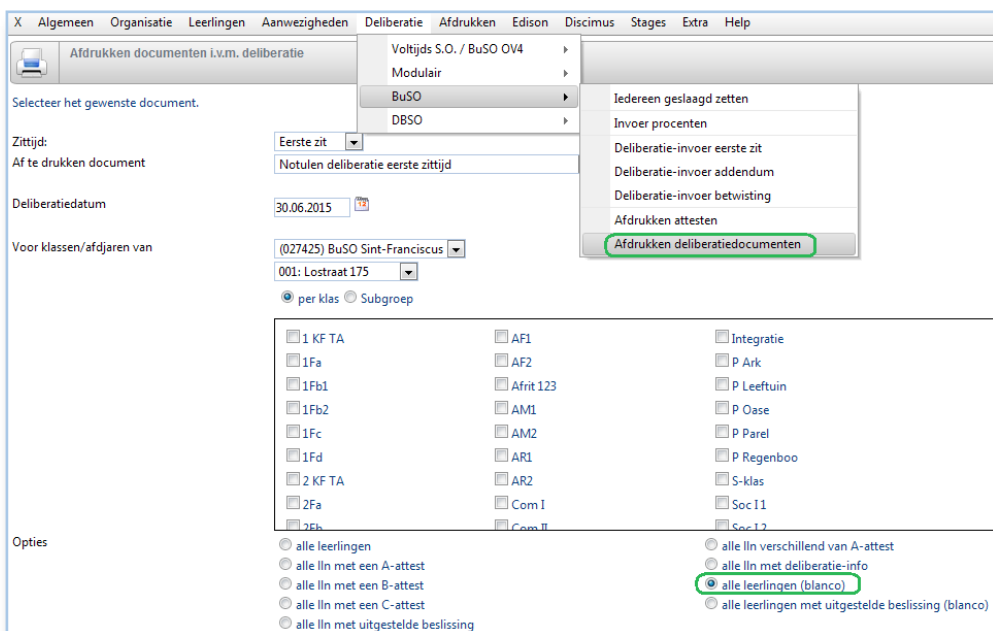 X Algemeen Organisatie Leerlingen Aanwezigheden Deliberatie Afdrukken Edison Discimus Stages Extra Help
Afdrukken documenten i.v.m. deliberatie
Voltijds S.O. / BuSO OV4
Modulair
BuSO
DBSO
Iedereen geslaagd zetten
Invoer procenten
Deliberatie-invoer eerste zit
Deliberatie-invoer addendum
Deliberatie-invoer betwisting
Afdrukken attesten
Afdrukken deliberatiedocumenten
Selecteer het gewenste document.
Zittijd: Eerste zit
Af te drukken document Notulen deliberatie eerste zittijd
Deliberatiedatum 30.06.2015 12
Voor klassen/afdjaren van (027425) BuSO Sint-Franciscus
001: Lostraat 175
per klas Subgroep
1 KF TA AF1 Integratie
1Fa AF2 P Ark
1Fb1 Afrit 123 P Leeftuin
1Fb2 AM1 P Oase
1Fc AM2 P Parel
1Fd AR1 P Regenboo
2 KF TA AR2 S-klas
2Fa Com I Soc I1
2Fb Com II Soc I2
Opties alle leerlingen alle lln verschillend van A-attest
alle lln met een A-attest alle lln met deliberatie-info
alle lln met een B-attest alle leerlingen (blanco)
alle lln met een C-attest alle leerlingen met uitgestelde beslissing (blanco)
alle lln met uitgestelde beslissing